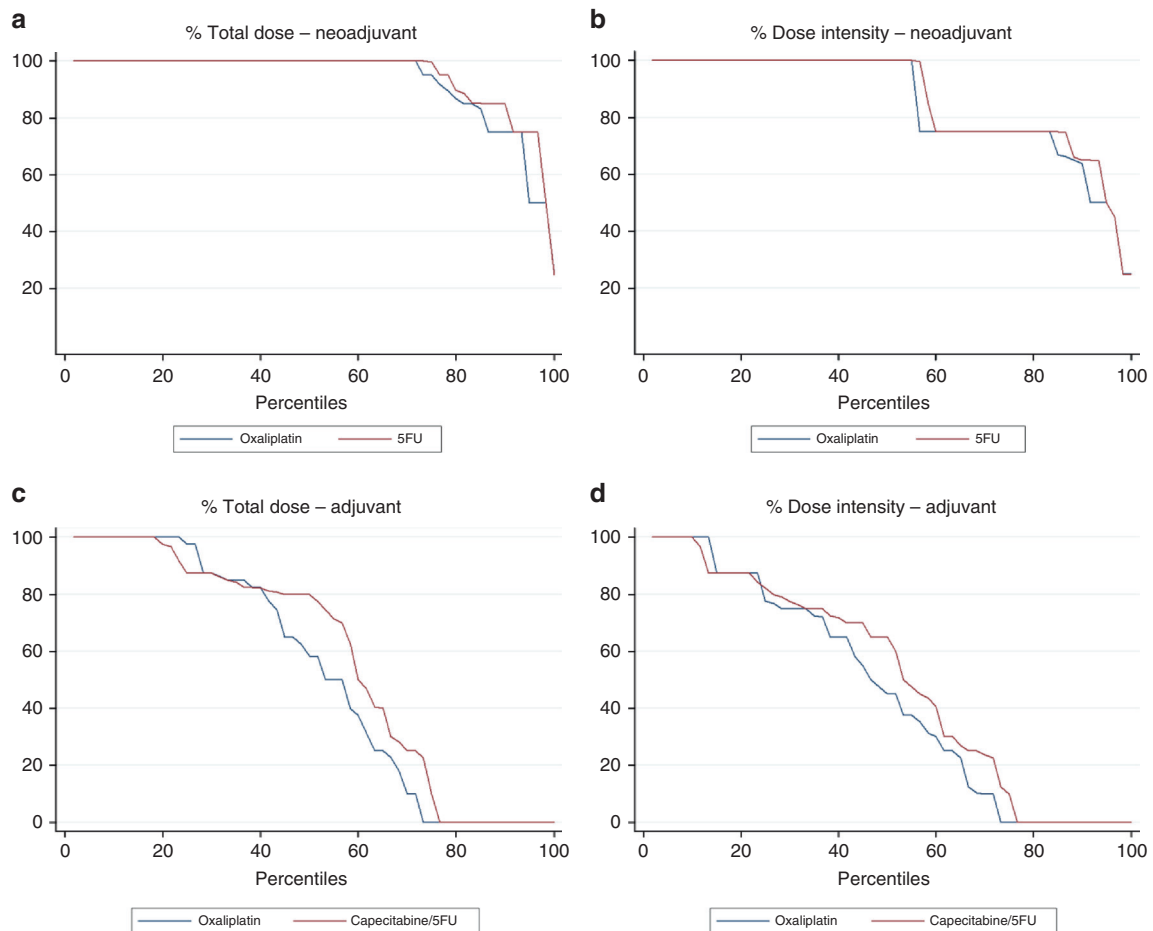 a
% Total dose – neoadjuvant
100
80
60
40
20
0 20 40 60 80 100
Percentiles
Oxaliplatin 5FU
b
% Dose intensity – neoadjuvant
100
80
60
40
20
0 20 40 60 80 100
Percentiles
Oxaliplatin 5FU
c
% Total dose – adjuvant
100
80
60
40
20
0
0 20 40 60 80 100
Percentiles
Oxaliplatin Capecitabine/5FU
d
% Dose intensity – adjuvant
100
80
60
40
20
0
0 20 40 60 80 100
Percentiles
Oxaliplatin Capecitabine/5FU